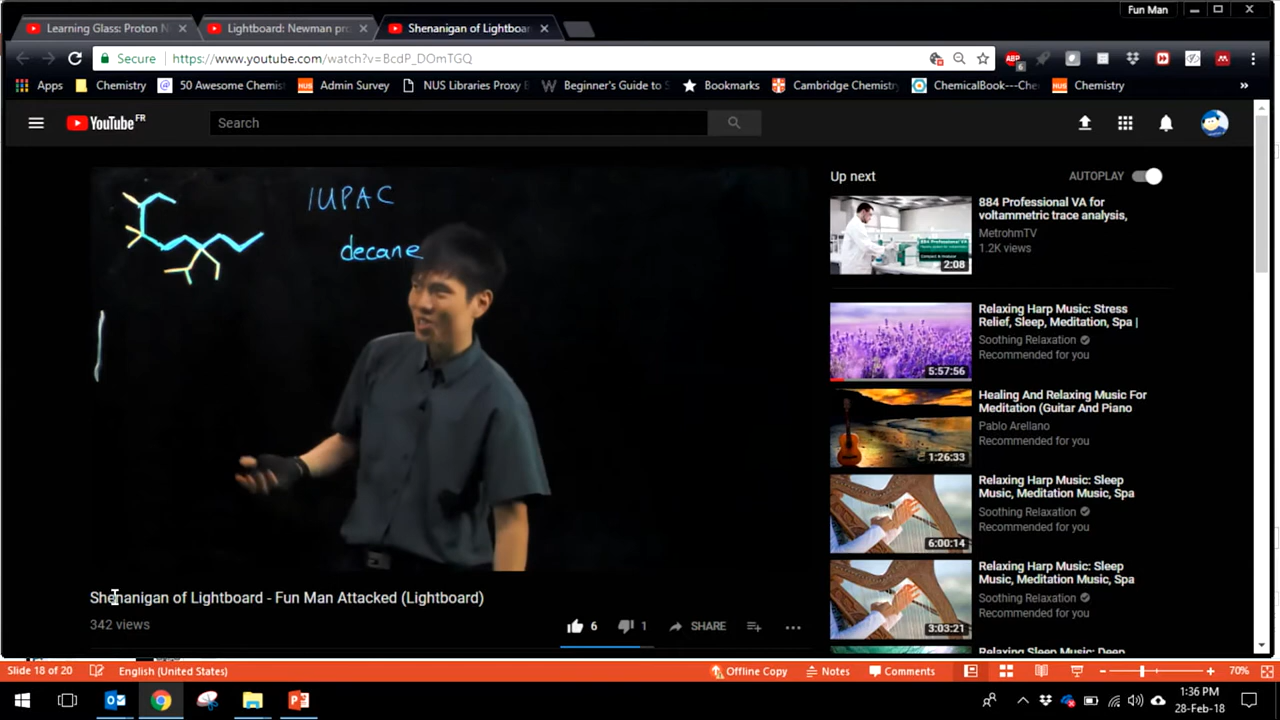 Fun Man
Learning Glass: Proton N
Lightboard: Newman pro
Shenanigan of Lightboar
Secure
https://www.youtube.com/watch?v=BcdP_DOmTGQ
ABP
6
Apps
Chemistry
50 Awesome Chemis
Admin Survey
NUS Libraries Proxy B
Beginner's Guide to S
Bookmarks
Cambridge Chemistry
ChemicalBook---Che
Chemistry
YouTube FR
Search
IUPAC
decane
Up next
AUTOPLAY
884 Professional VA for
voltammetric trace analysis,
MetrohmTV
1.2K views
2:08
Relaxing Harp Music: Stress
Relief, Sleep, Meditation, Spa |
Soothing Relaxation
Recommended for you
5:57:56
Healing And Relaxing Music For
Meditation (Guitar And Piano
Pablo Arellano
Recommended for you
1:26:33
Relaxing Harp Music: Sleep
Music, Meditation Music, Spa
Soothing Relaxation
Recommended for you
6:00:14
Relaxing Harp Music: Sleep
Music, Meditation Music, Spa
Soothing Relaxation
Recommended for you
3:03:21
Relaxing Sleep Music: Deep
Shenanigan of Lightboard - Fun Man Attacked (Lightboard)
342 views
6
1
SHARE
Slide 18 of 20
English (United States)
Offline Copy
Notes
Comments
70%
1:36 PM
28-Feb-18